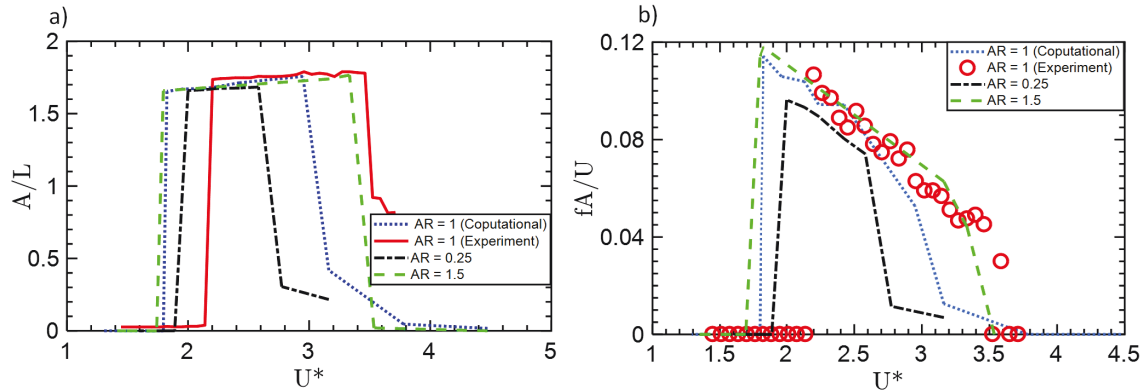 a)
A/L
2
1.5
1
0.5
0
1
2
3
4
5
U*
AR = 1 (Coputational)
AR = 1 (Experiment)
AR = 0.25
AR = 1.5
b)
fA/U
0.12
0.08
0.04
0
1
1.5
2
2.5
3
3.5
4
4.5
U*
AR = 1 (Coputational)
AR = 1 (Experiment)
AR = 0.25
AR = 1.5